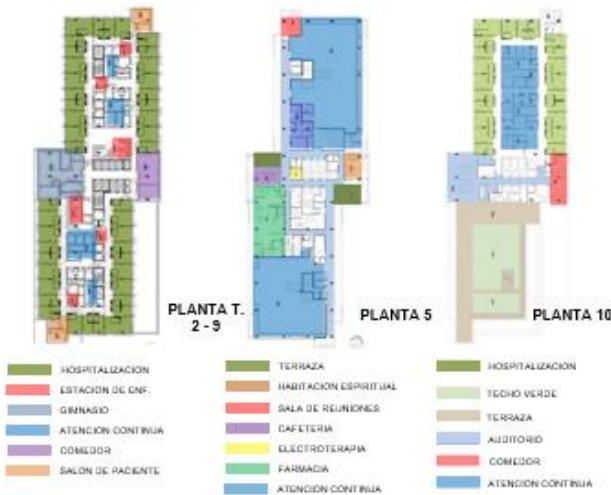 PLANTA T.
2 - 9
PLANTA 5
PLANTA 10
HOSPITALIZACION
ESTACION DE ENF.
GIMNASIO
ATENCION CONTINUA
COMEDOR
SALON DE PACIENTE
TERRAZA
HABITACION ESPIRITUAL
SALA DE REUNIONES
CAFETERIA
ELECTROTERAPIA
FARMACIA
ATENCION CONTINUA
HOSPITALIZACION
TECHO VERDE
TERRAZA
AUDITORIO
COMEDOR
ATENCION CONTINUA